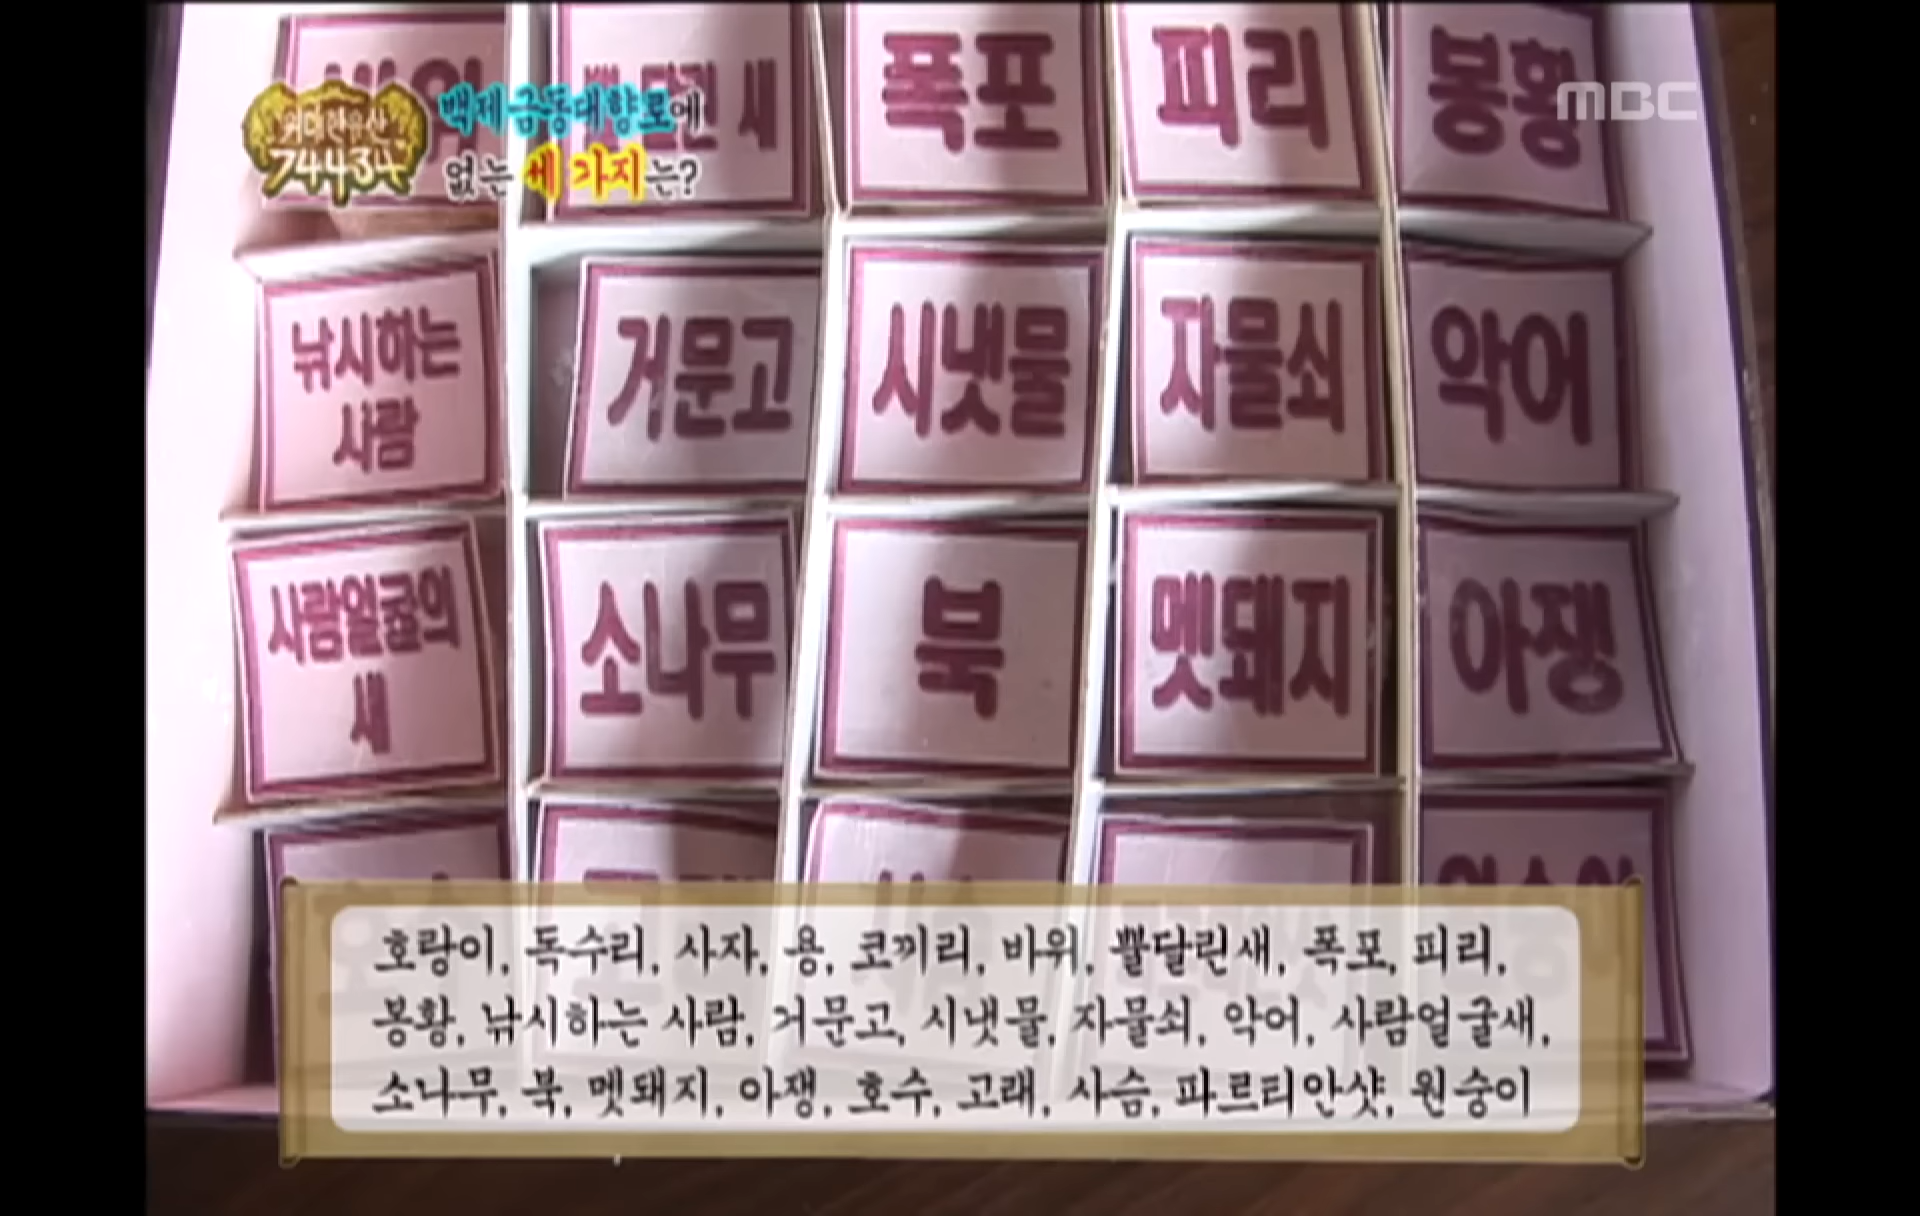 위대한유산
74434
백제금동대향로에
없는 세 가지는?
MBC
폭포
피리
봉황
낚시하는
사람
거문고
시냇물
자물쇠
악어
사람얼굴의
새
소나무
북
멧돼지
아쟁
호랑이, 독수리, 사자, 용, 코끼리, 바위, 뿔달린새, 폭포, 피리,
봉황, 낚시하는 사람, 거문고, 시냇물, 자물쇠, 악어, 사람얼굴새,
소나무, 북, 멧돼지, 아쟁, 호수, 고래, 사슴, 파르티안샷, 원숭이